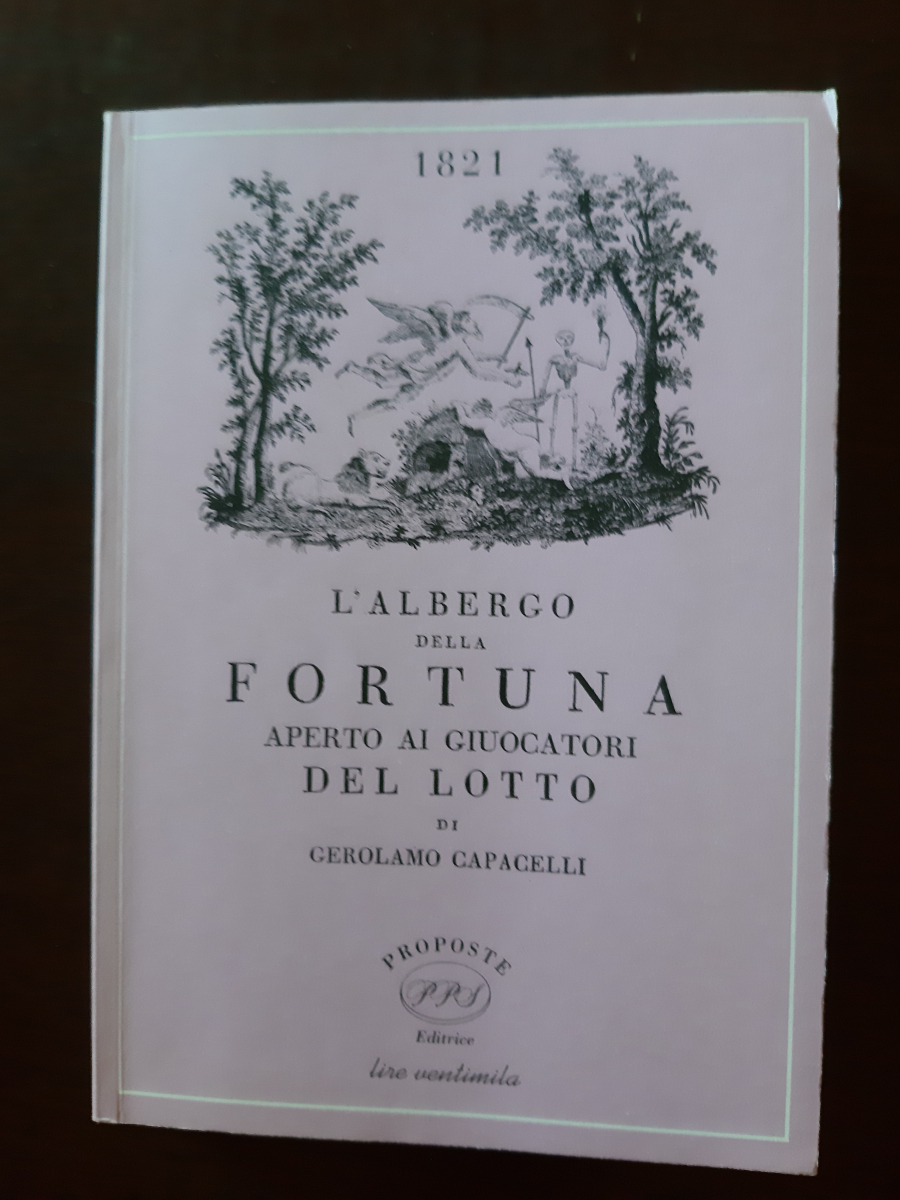 1821
L'ALBERGO
DELLA
FORTUNA
APERTO AI GIUOCATORI
DEL LOTTO
DI
GEROLAMO CAPACELLI
PROPOSTE
PPS
Editrice
lire ventimila